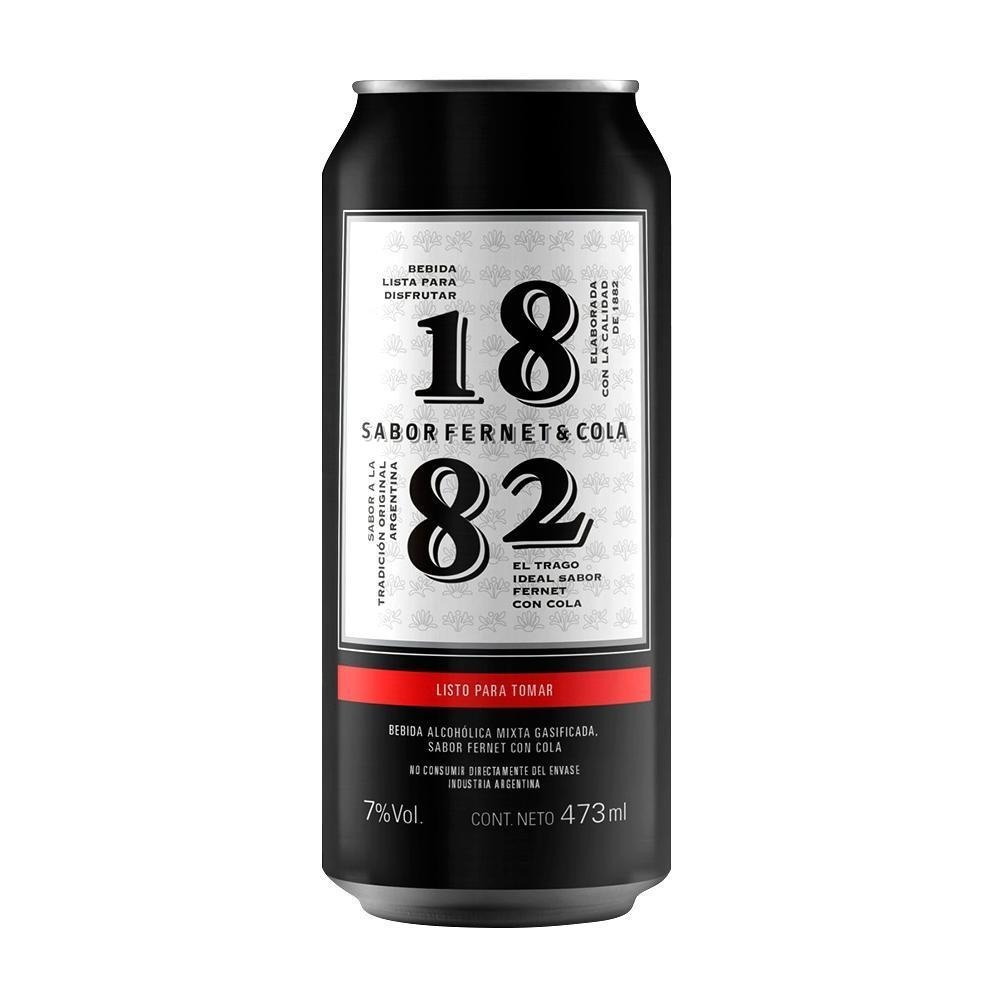 BEBIDA
LISTA PARA
DISFRUTAR
18
ELABORADA
CON LA CALIDAD
DE 1882
SABOR FERNET & COLA
SABOR A LA
TRADICIÓN ORIGINAL
ARGENTINA
82
EL TRAGO
IDEAL SABOR
FERNET
CON COLA
LISTO PARA TOMAR
BEBIDA ALCOHÓLICA MIXTA GASIFICADA,
SABOR FERNET CON COLA
NO CONSUMIR DIRECTAMENTE DEL ENVASE
INDUSTRIA ARGENTINA
7%Vol.
CONT. NETO 473 ml